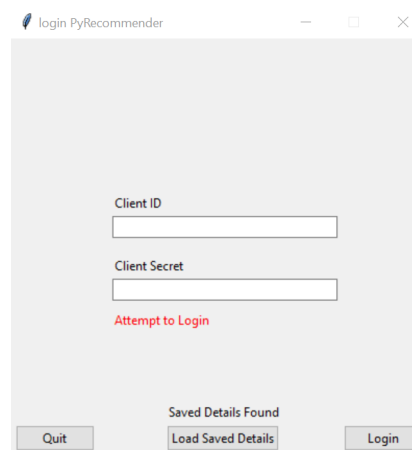 login PyRecommender
Client ID
Client Secret
Attempt to Login
Saved Details Found
Quit
Load Saved Details
Login